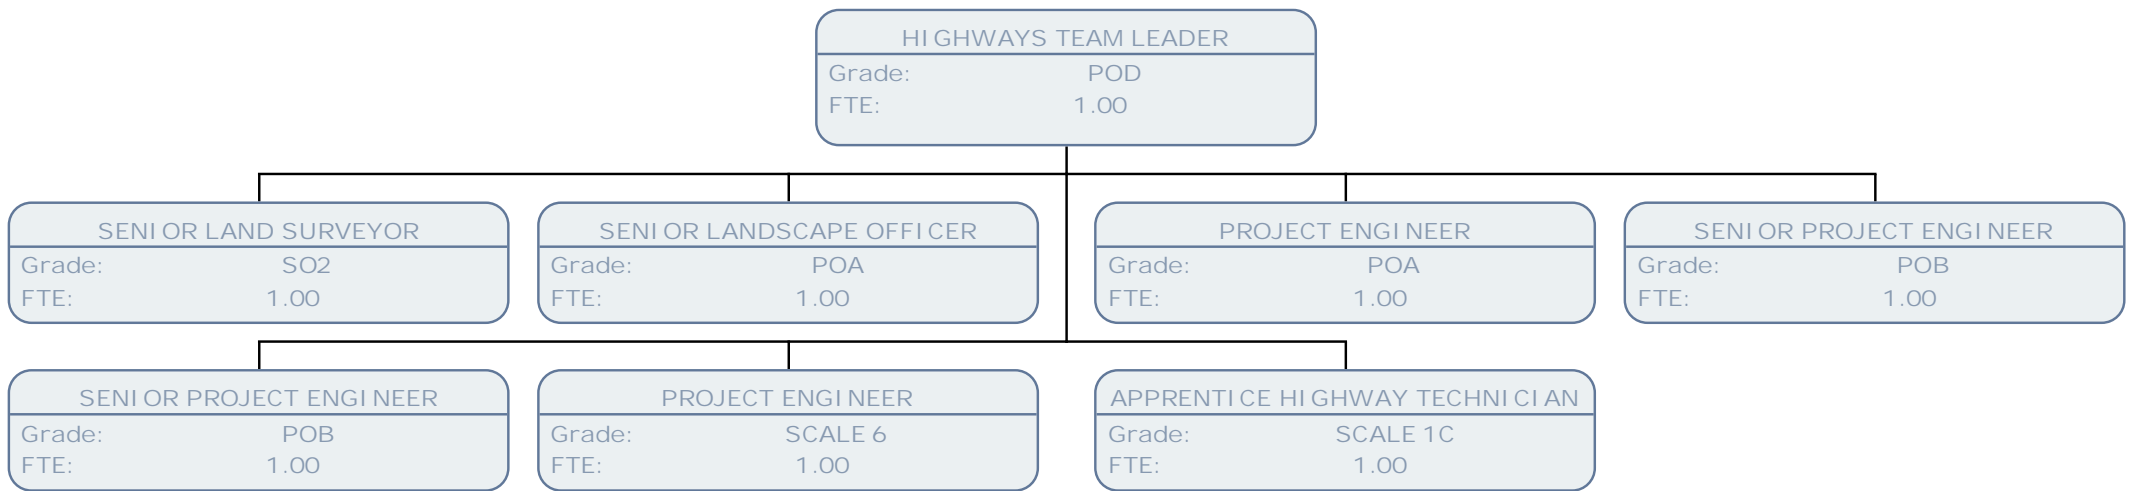 HIGHWAYS TEAM LEADER
Grade: POD
FTE: 1.00
SENIOR LAND SURVEYOR
Grade: SO2
FTE: 1.00
SENIOR LANDSCAPE OFFICER
Grade: POA
FTE: 1.00
PROJECT ENGINEER
Grade: POA
FTE: 1.00
SENIOR PROJECT ENGINEER
Grade: POB
FTE: 1.00
SENIOR PROJECT ENGINEER
Grade: POB
FTE: 1.00
PROJECT ENGINEER
Grade: SCALE 6
FTE: 1.00
APPRENTICE HIGHWAY TECHNICIAN
Grade: SCALE 1C
FTE: 1.00